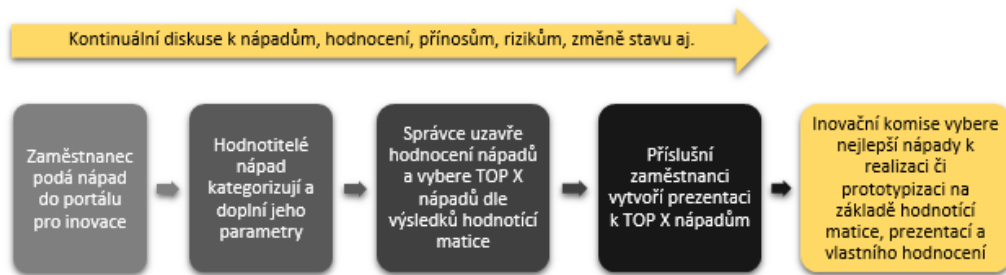 Kontinuální diskuse k nápadům, hodnocení, přínosům, rizikům, změně stavu aj.
Zaměstnanec
podá nápad
do portálu
pro inovace
Hodnotitelé
nápad
kategorizují a
doplní jeho
parametry
Správce uzavře
hodnocení nápadů
a vybere TOP X
nápadů dle
výsledků hodnotící
matice
Příslušní
zaměstnanci
vytvoří prezentaci
k TOP X nápadům
Inovační komise vybere
nejlepší nápady k
realizaci či
prototypizaci na
základě hodnotící
matice, prezentací a
vlastního hodnocení